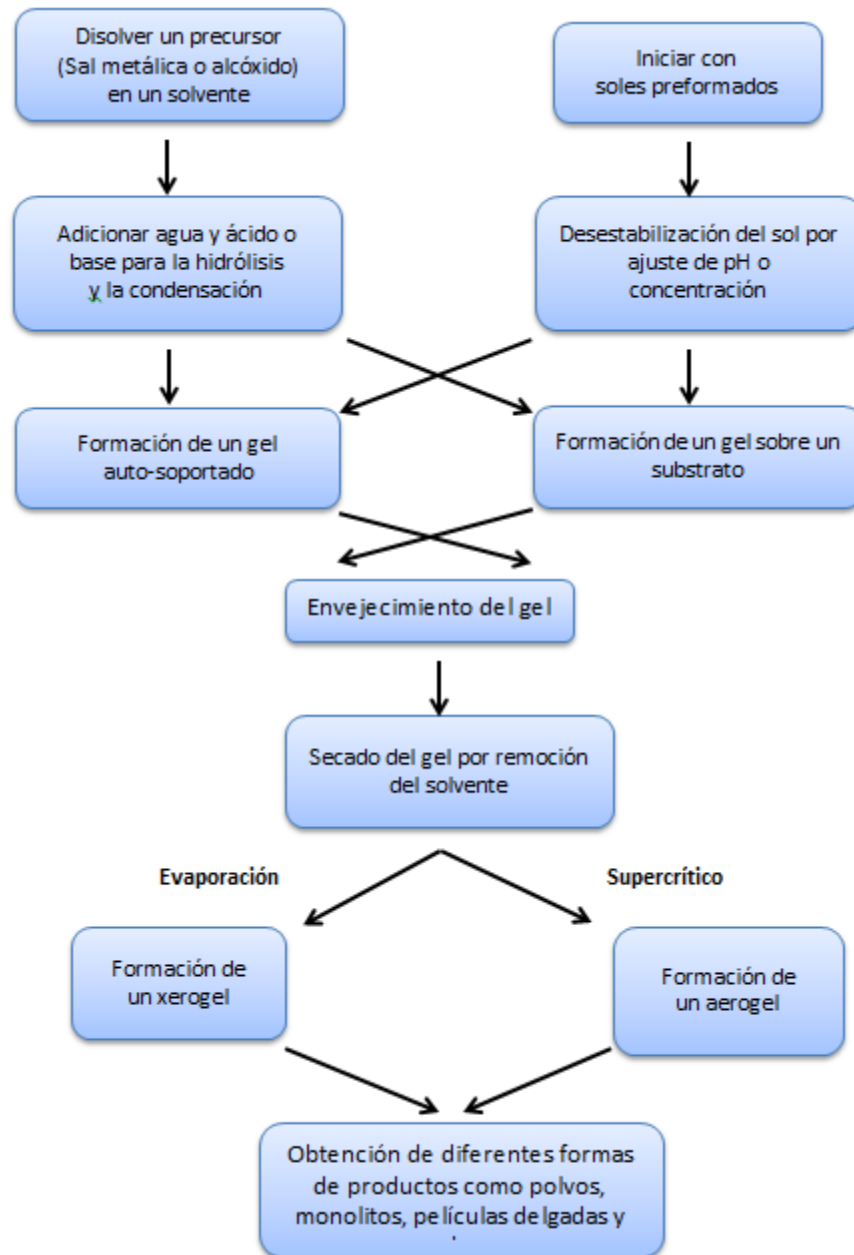 Disolver un precursor
(Sal metálica o alcóxido)
en un solvente
Iniciar con
soles preformados
Adicionar agua y ácido o
base para la hidrólisis
y la condensación
Desestabilización del sol por
ajuste de pH o
concentración
Formación de un gel
auto-soportado
Formación de un gel sobre un
substrato
Envejecimiento del gel
Secado del gel por remoción
del solvente
Evaporación
Supercrítico
Formación de
un xerogel
Formación de
un aerogel
Obtención de diferentes formas
de productos como polvos,
monolitos, películas delgadas y